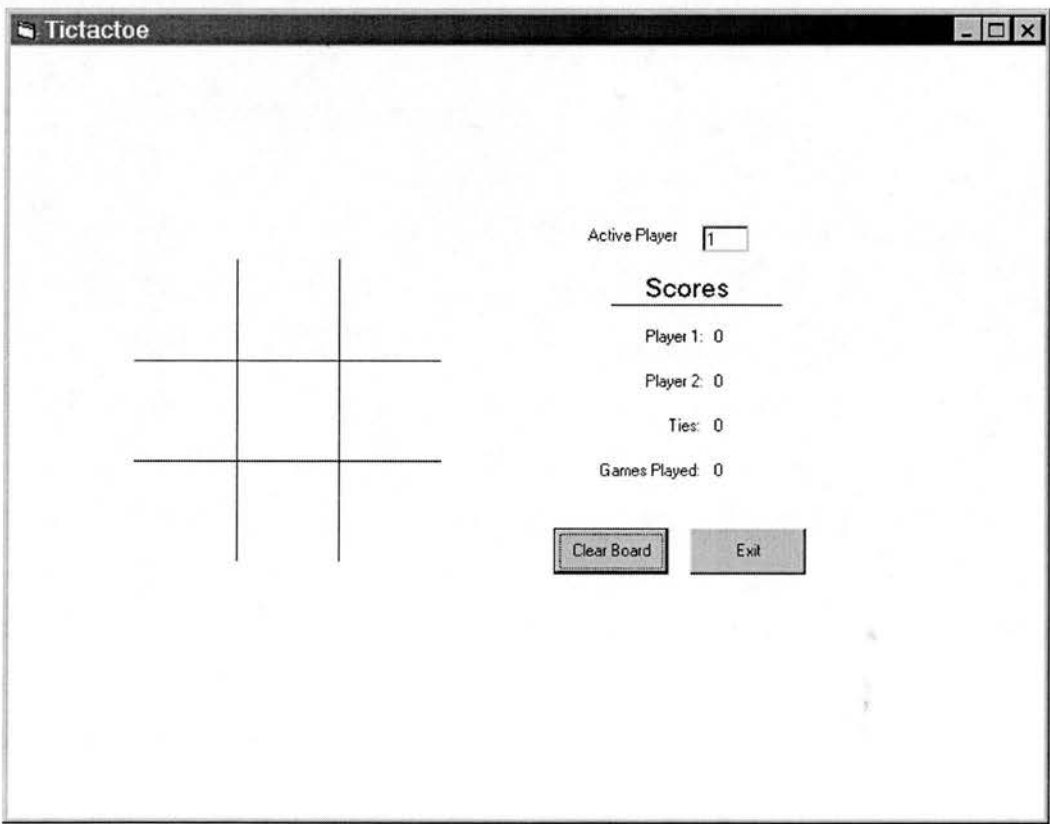 Tictactoe
Active Player 1
Scores
Player 1: 0
Player 2: 0
Ties: 0
Games Played: 0
Clear Board Exit